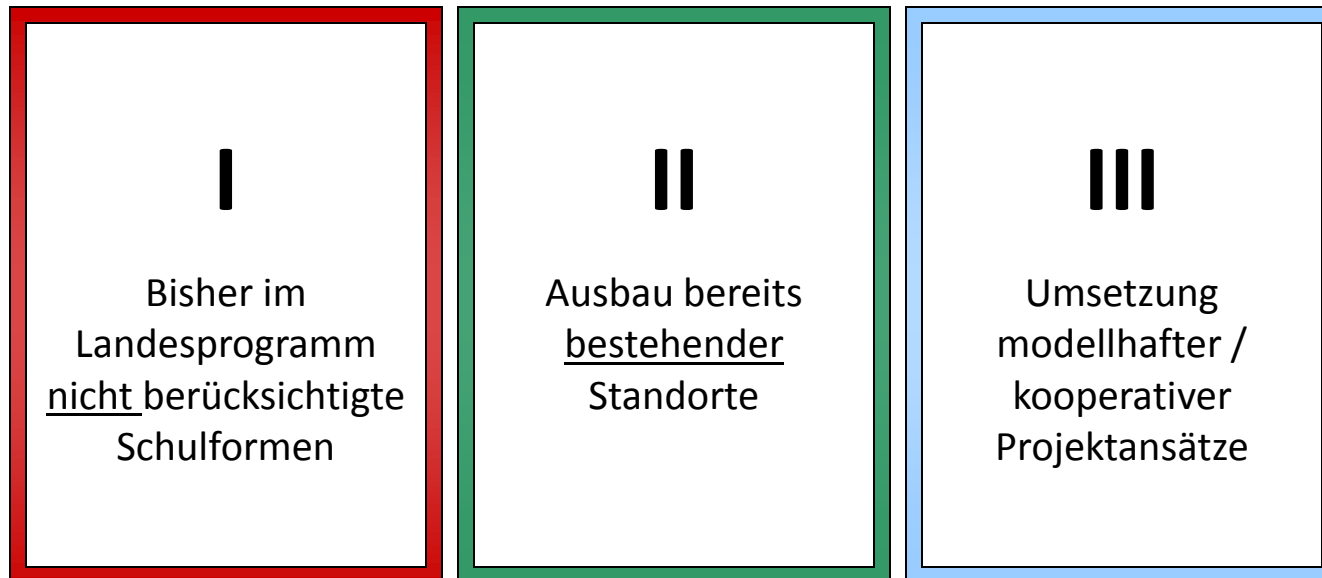 I
Bisher im
Landesprogramm
nicht berücksichtigte
Schulformen
II
Ausbau bereits
bestehender
Standorte
III
Umsetzung
modellhafter /
kooperativer
Projektansätze